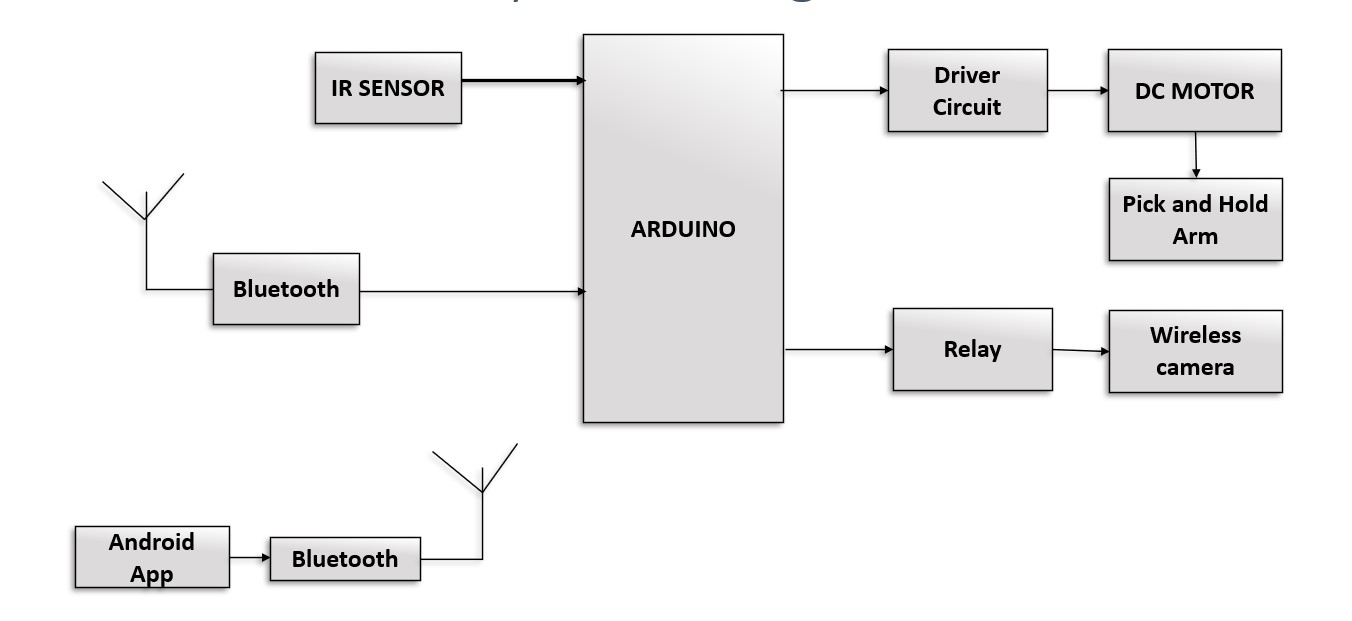 IR SENSOR
Driver
Circuit
DC MOTOR
Pick and Hold
Arm
ARDUINO
Bluetooth
Relay
Wireless
camera
Android
App
Bluetooth